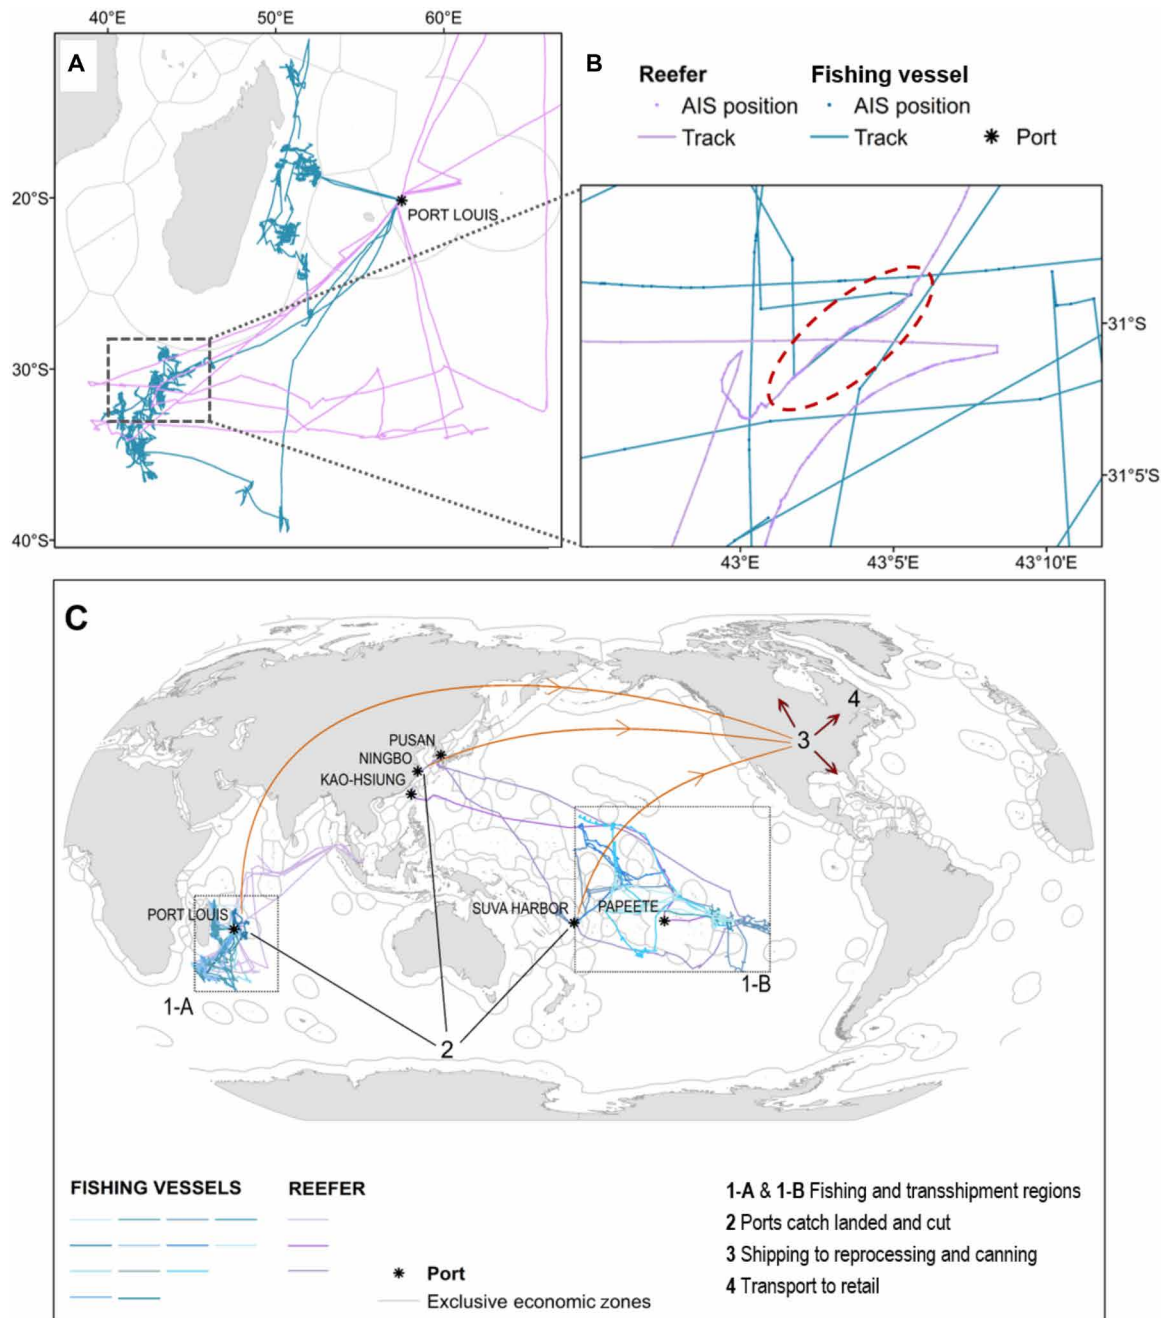 40°E 50°E 60°E
A
20°S
30°S
40°S
PORT LOUIS
B
Reefer Fishing vessel
AIS position AIS position
Track Track Port
31°S
31°5'S
43°E 43°5'E 43°10'E
C
4
3
PUSAN
NINGBO
KAO-HSIUNG
PORT LOUIS
SUVA HARBOR PAPEETE
1-A
1-B
2
FISHING VESSELS REEFER
Port
Exclusive economic zones
1-A & 1-B Fishing and transshipment regions
2 Ports catch landed and cut
3 Shipping to reprocessing and canning
4 Transport to retail